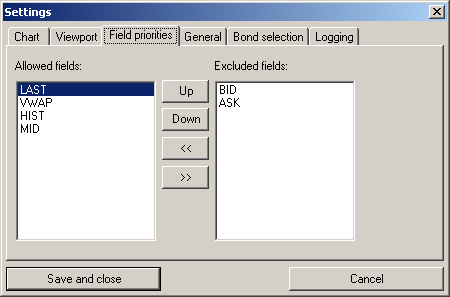 Settings
Chart Viewport Field priorities General Bond selection Logging
Allowed fields: Excluded fields:
LAST
VWAP
HIST
MID
Up
Down
<<
>>
BID
ASK
Save and close Cancel